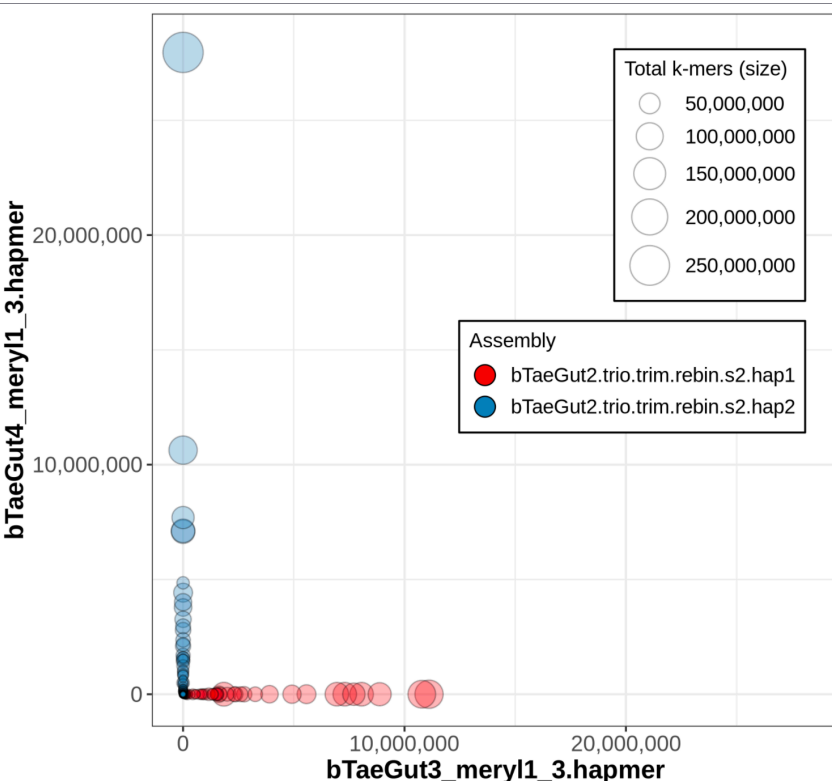 Total k-mers (size)
50,000,000
100,000,000
150,000,000
200,000,000
250,000,000
Assembly
bTaeGut2.trio.trim.rebin.s2.hap1
bTaeGut2.trio.trim.rebin.s2.hap2
bTaeGut4_meryl1_3.hapmer
20,000,000
10,000,000
0
0
10,000,000
20,000,000
bTaeGut3_meryl1_3.hapmer